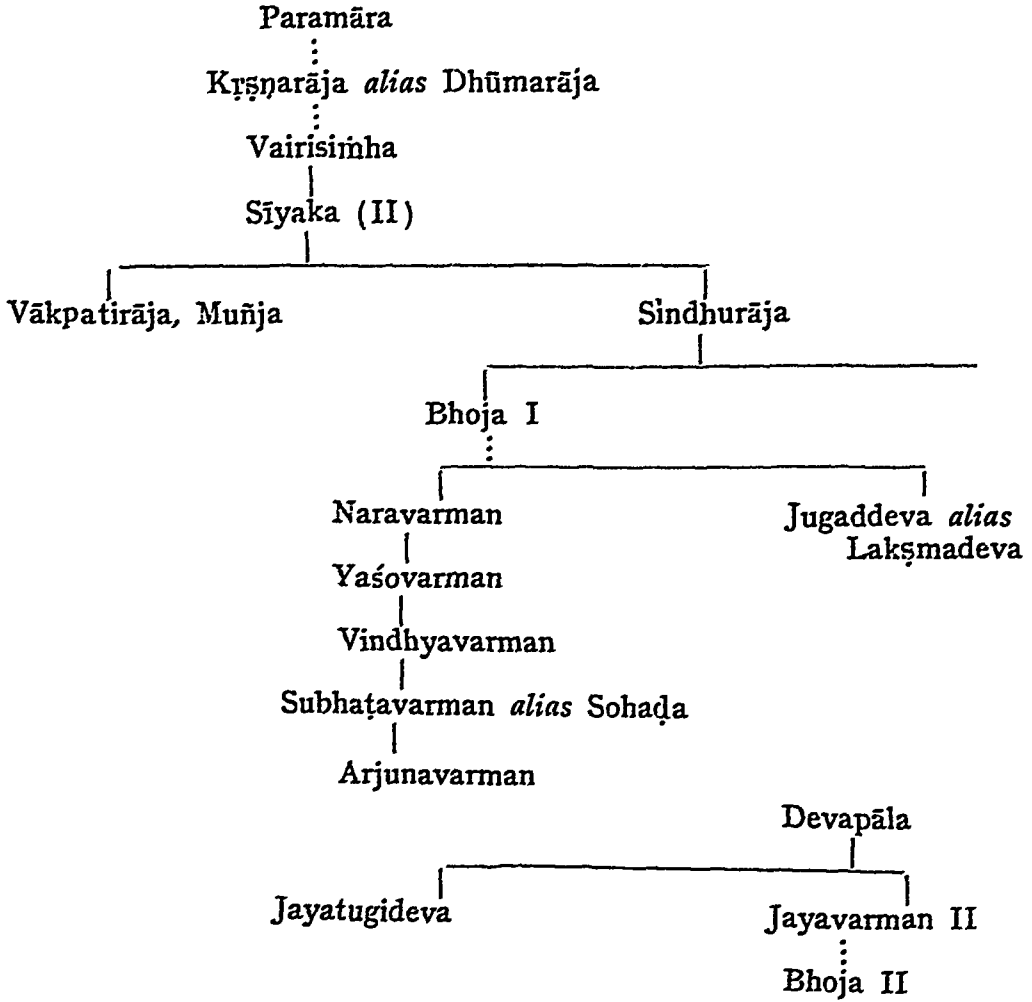 Paramāra
Kṛṣṇarāja alias Dhūmarāja
Vairisiṁha
Sīyaka (II)
Vākpatirāja, Muñja Sindhurāja
Bhoja I
Naravarman Jugaddeva alias
Lakṣmadeva
Yaśovarman
Vindhyavarman
Subhaṭavarman alias Sohaḍa
Arjunavarman
Devapāla
Jayatugideva Jayavarman II
Bhoja II